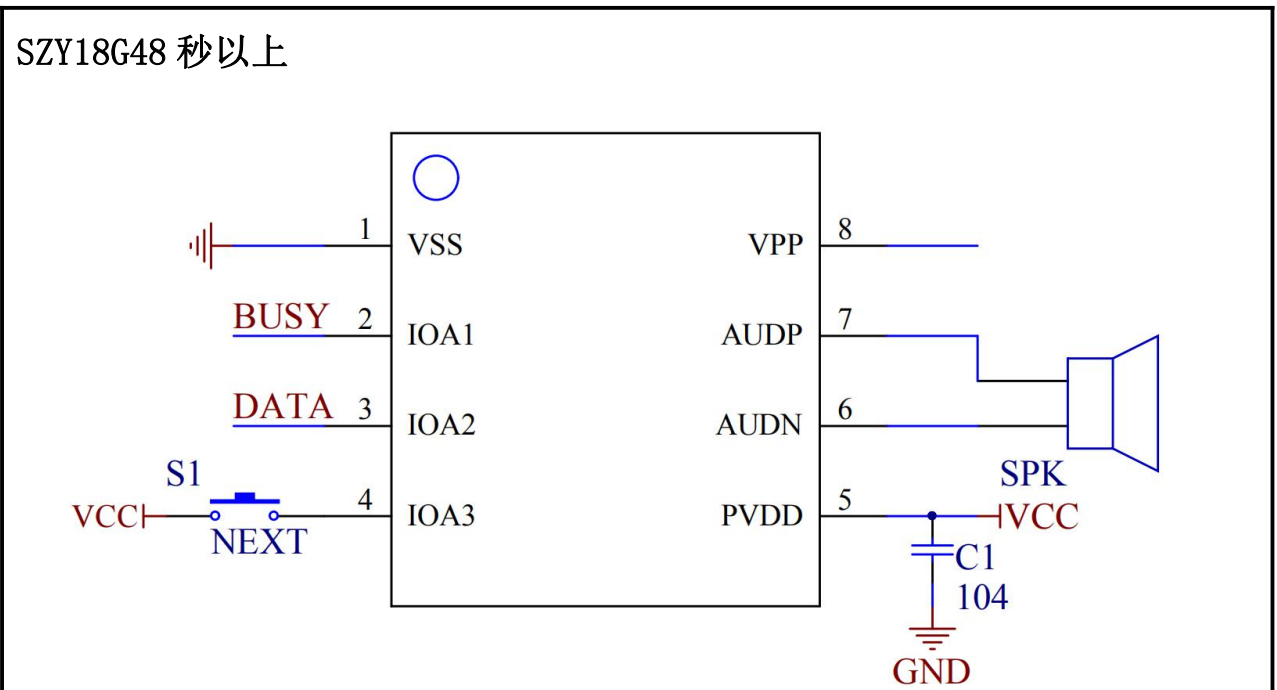 SZY18G48 秒以上
1 VSS
VPP 8
BUSY 2 IOA1
AUDP 7
DATA 3 IOA2
AUDN 6
SPK
S1
VCC
NEXT
4 IOA3
PVDD 5
VCC
C1
104
GND